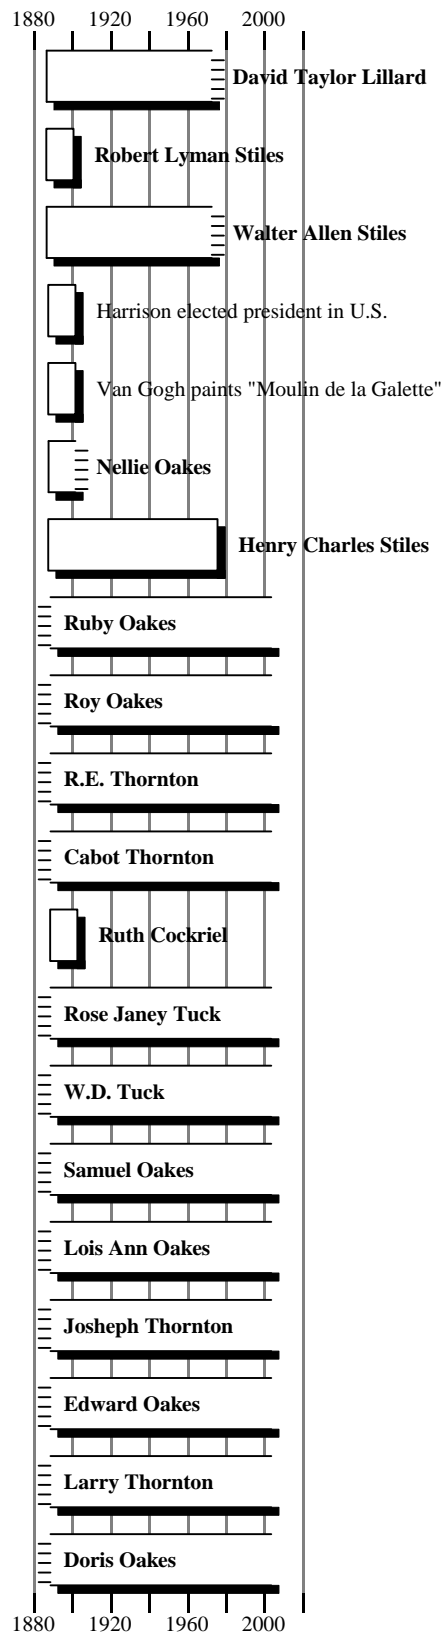 1880 1920 1960 2000
David Taylor Lillard
Robert Lyman Stiles
Walter Allen Stiles
Harrison elected president in U.S.
Van Gogh paints "Moulin de la Galette"
Nellie Oakes
Henry Charles Stiles
Ruby Oakes
Roy Oakes
R.E. Thornton
Cabot Thornton
Ruth Cockriel
Rose Janey Tuck
W.D. Tuck
Samuel Oakes
Lois Ann Oakes
Josheph Thornton
Edward Oakes
Larry Thornton
Doris Oakes
1880 1920 1960 2000